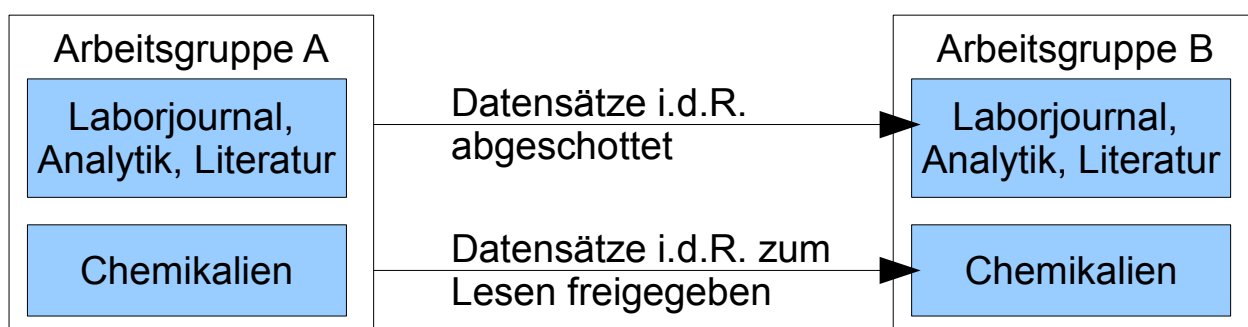 Arbeitsgruppe A
Laborjournal,
Analytik, Literatur
Chemikalien
Datensätze i.d.R.
abgeschottet
Datensätze i.d.R. zum
Lesen freigegeben
Arbeitsgruppe B
Laborjournal,
Analytik, Literatur
Chemikalien